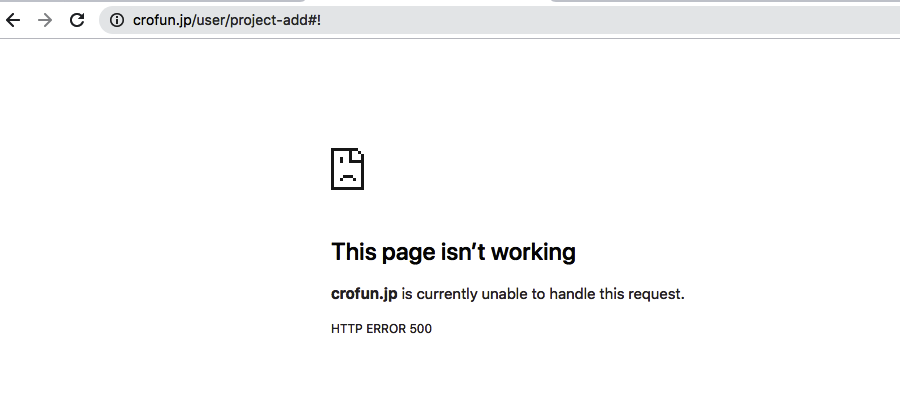 crofun.jp/user/project-add#!
This page isn’t working
crofun.jp is currently unable to handle this request.
HTTP ERROR 500